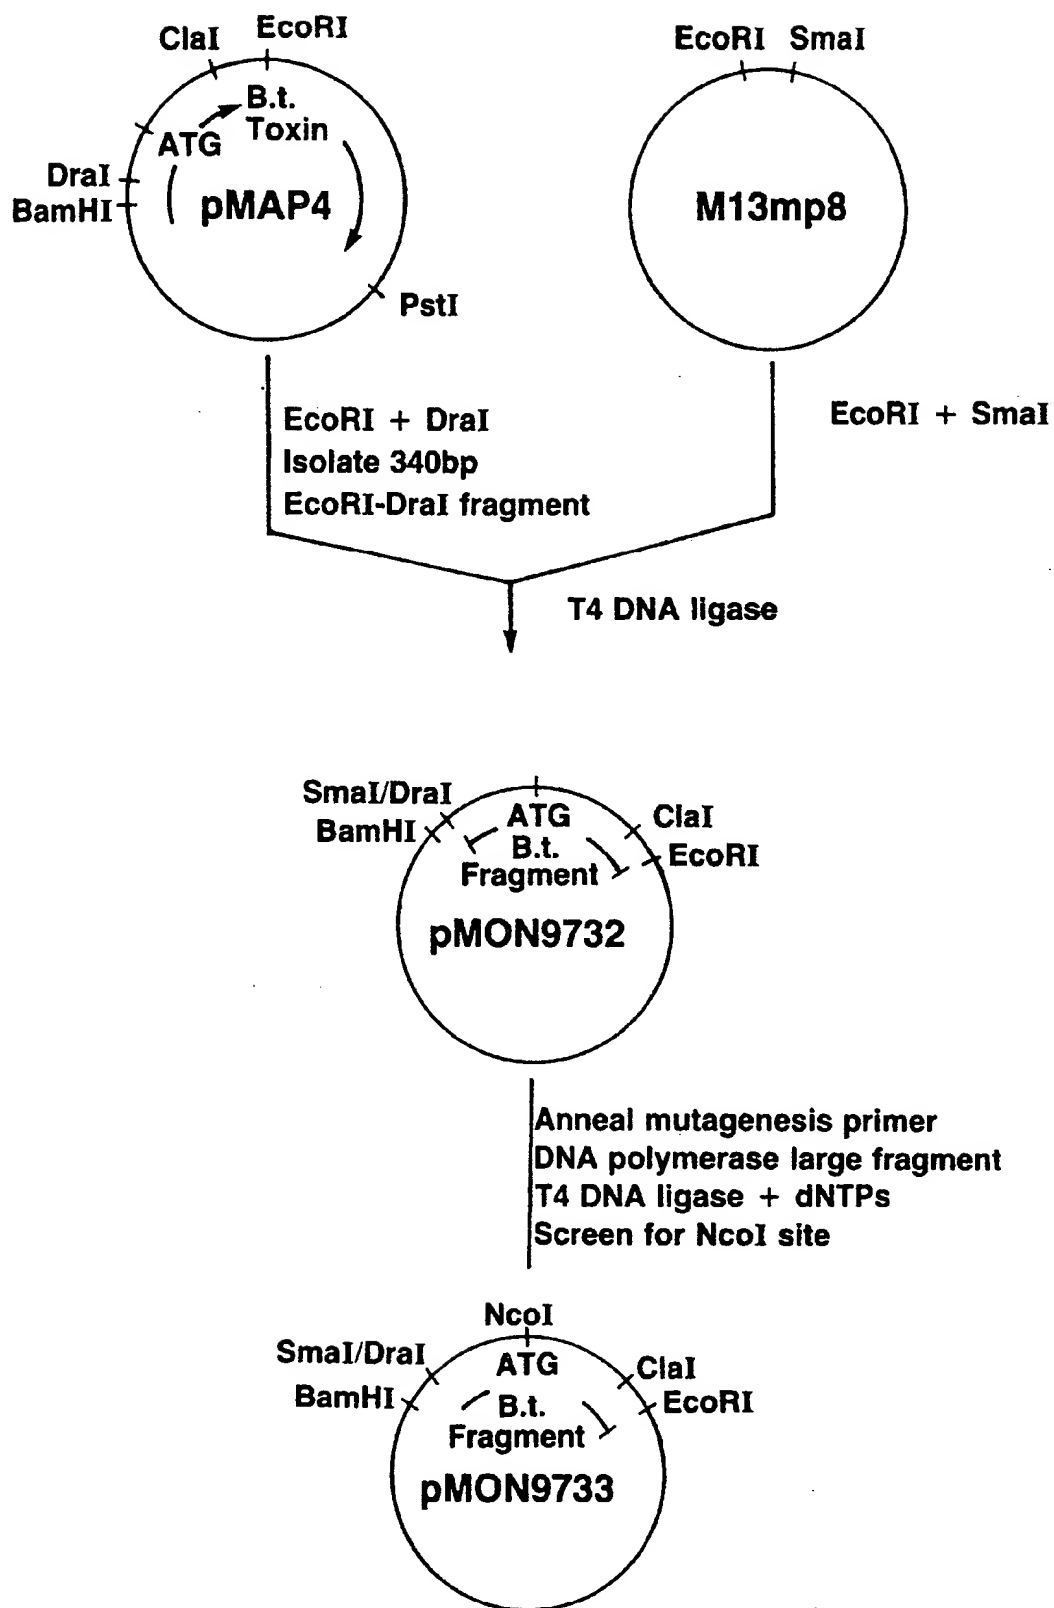 ClaI
EcoRI
B.t.
Toxin
ATG
DraI
BamHI
pMAP4
PstI
EcoRI SmaI
M13mp8
EcoRI + DraI
Isolate 340bp
EcoRI-DraI fragment
EcoRI + SmaI
T4 DNA ligase
SmaI/DraI
BamHI
ATG
B.t.
Fragment
ClaI
EcoRI
pMON9732
Anneal mutagenesis primer
DNA polymerase large fragment
T4 DNA ligase + dNTPs
Screen for NcoI site
NcoI
SmaI/DraI
BamHI
ATG
B.t.
Fragment
ClaI
EcoRI
pMON9733